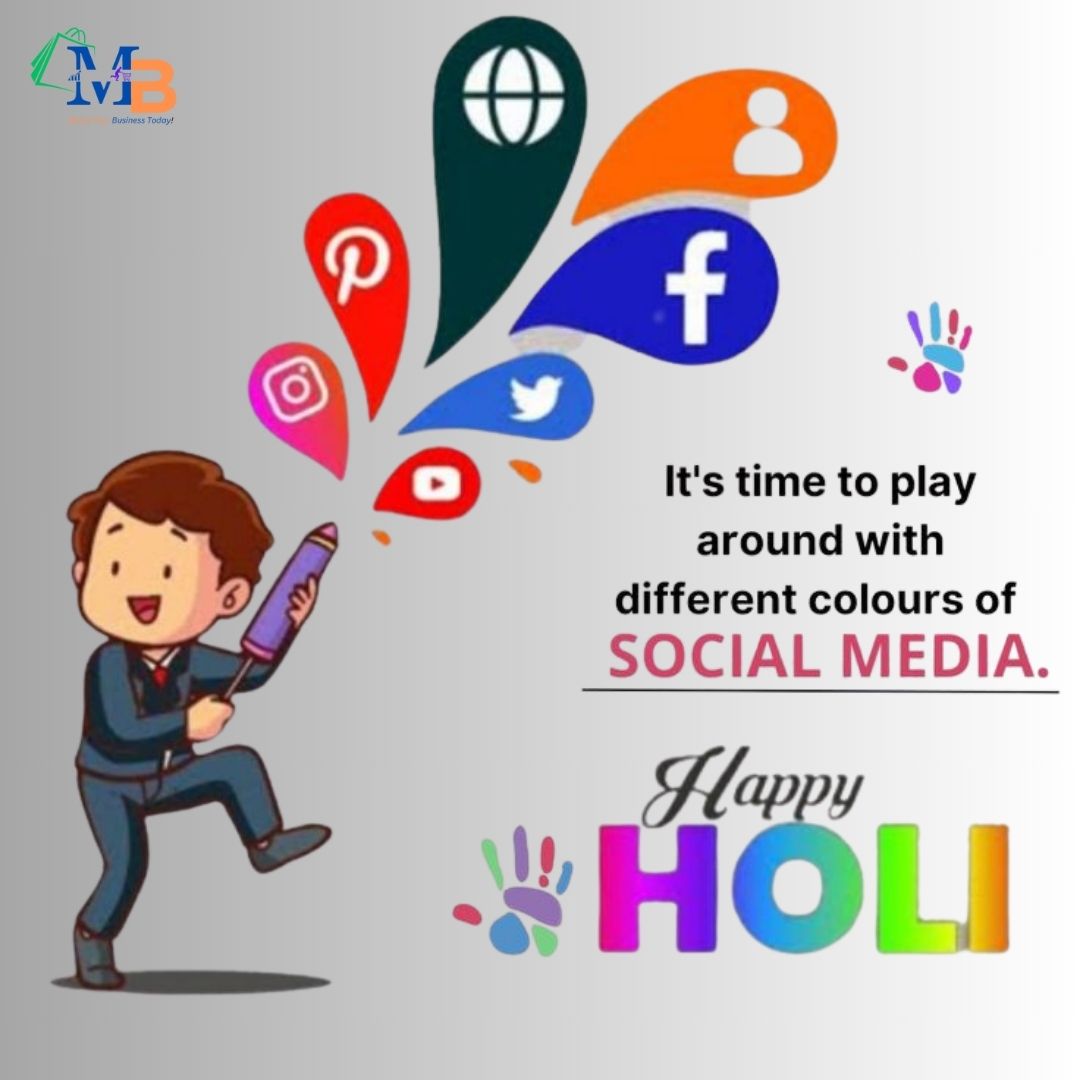 MB
Business Today!
It's time to play
around with
different colours of
SOCIAL MEDIA.
Happy
HOLI